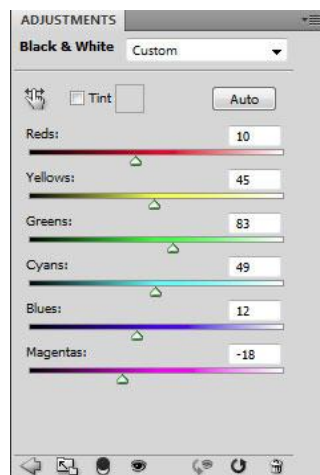 ADJUSTMENTS
Black & White Custom
Tint Auto
Reds: 10
Yellows: 45
Greens: 83
Cyans: 49
Blues: 12
Magentas: -18